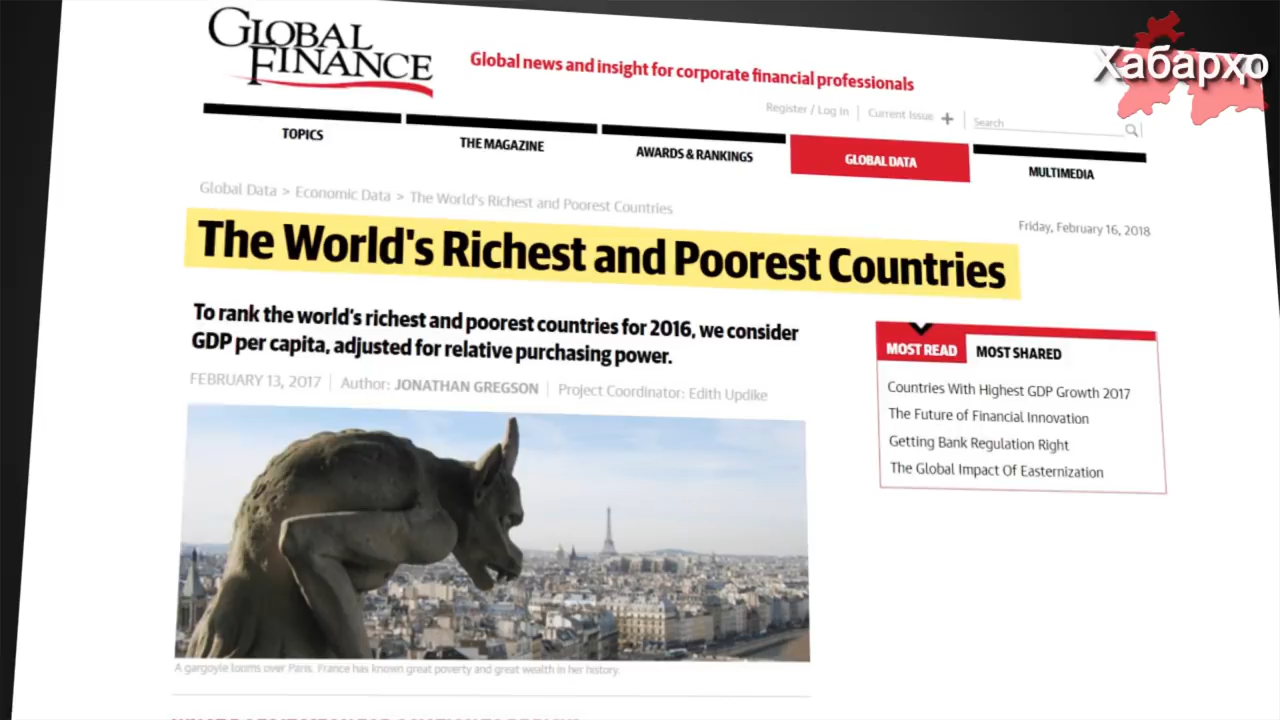 GLOBAL
FINANCE
Global news and insight for corporate financial professionals
Хабарҳо
Register / Log In | Current Issue + | Search
TOPICS
THE MAGAZINE
AWARDS & RANKINGS
GLOBAL DATA
MULTIMEDIA
Global Data > Economic Data > The World's Richest and Poorest Countries
Friday, February 16, 2018
The World's Richest and Poorest Countries
To rank the world's richest and poorest countries for 2016, we consider
GDP per capita, adjusted for relative purchasing power.
FEBRUARY 13, 2017 | Author: JONATHAN GREGSON | Project Coordinator: Edith Updike
MOST READ
MOST SHARED
Countries With Highest GDP Growth 2017
The Future of Financial Innovation
Getting Bank Regulation Right
The Global Impact Of Easternization
A gargoyle looms over Paris. France has known great poverty and great wealth in her history.